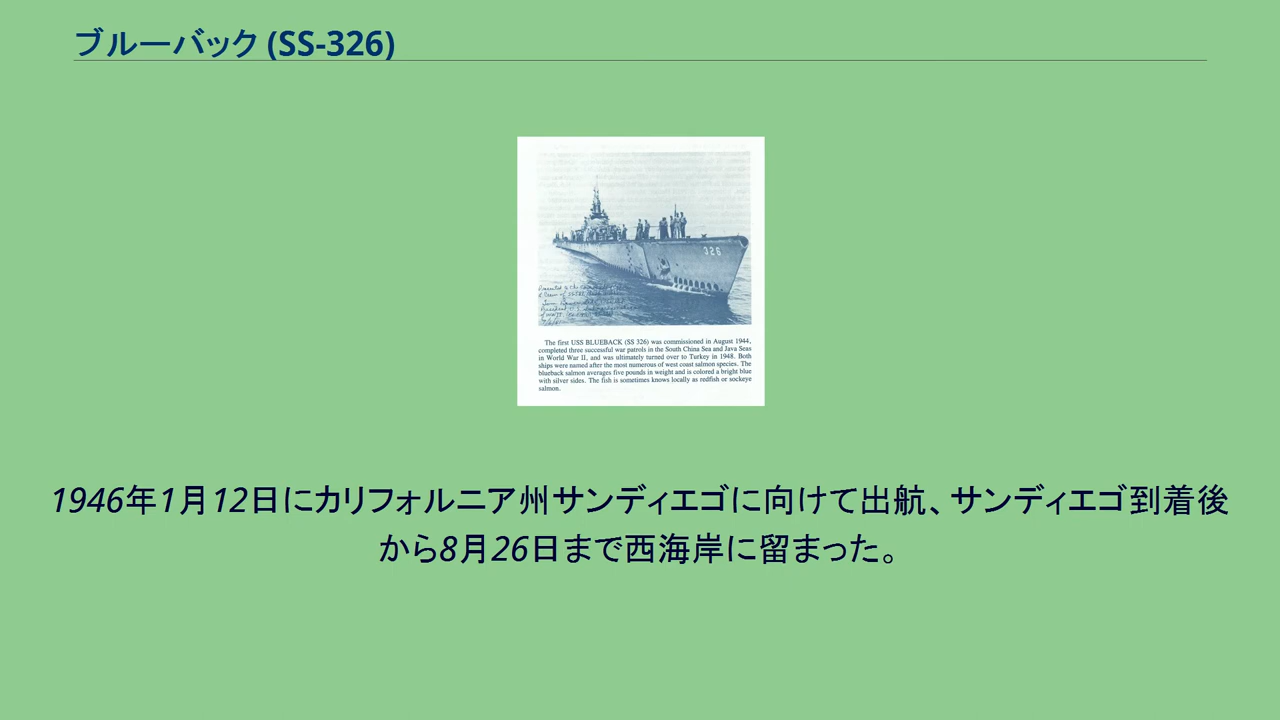 ブルーバック (SS-326)
326
The first USS BLUEBACK (SS 326) was commissioned in August 1944,
completed three successful war patrols in the South China Sea and Java Seas
in World War II, and was ultimately turned over to Turkey in 1948. Both
ships were named after the most numerous of west coast salmon species. The
blueback salmon averages five pounds in weight and is colored a bright blue
with silver sides. The fish is sometimes knows locally as redfish or sockeye
salmon.
1946年1月12日にカリフォルニア州サンディエゴに向けて出航、サンディエゴ到着後
から8月26日まで西海岸に留まった。